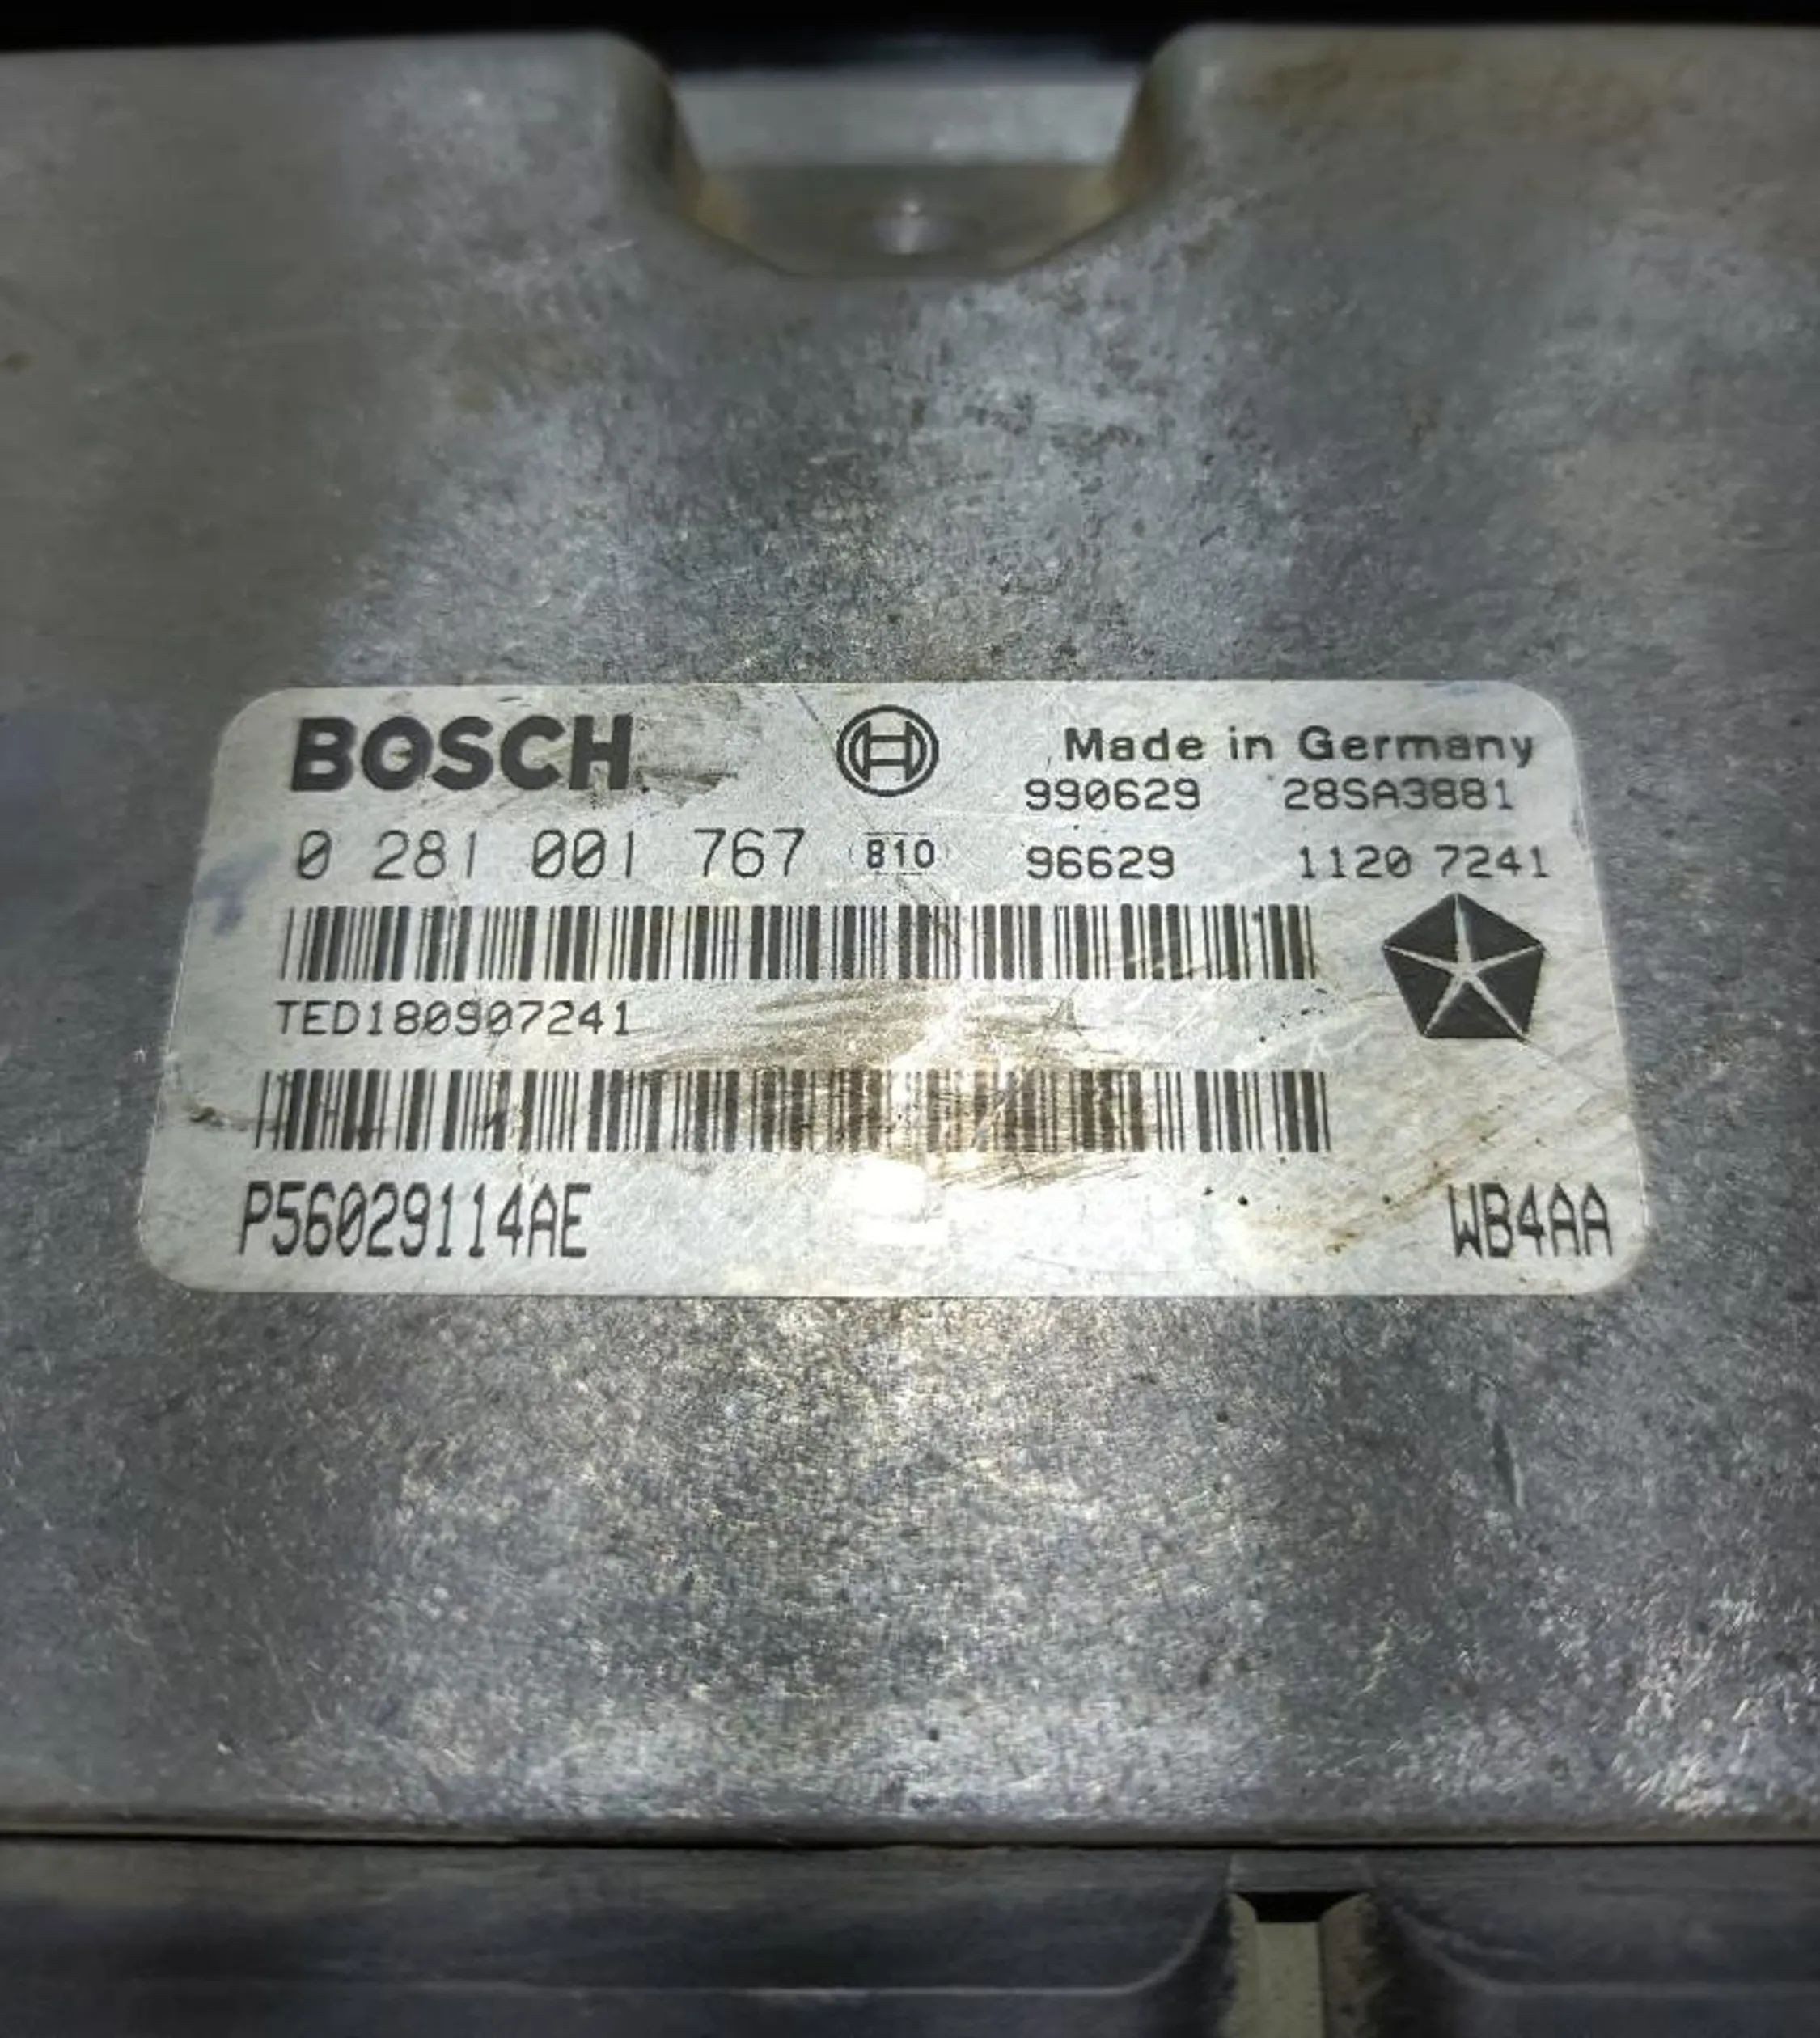 BOSCH Made in Germany
990629 28SA3881
0 281 001 767 810 96629 1120 7241
TED180907241
P56029114AE WB4AA